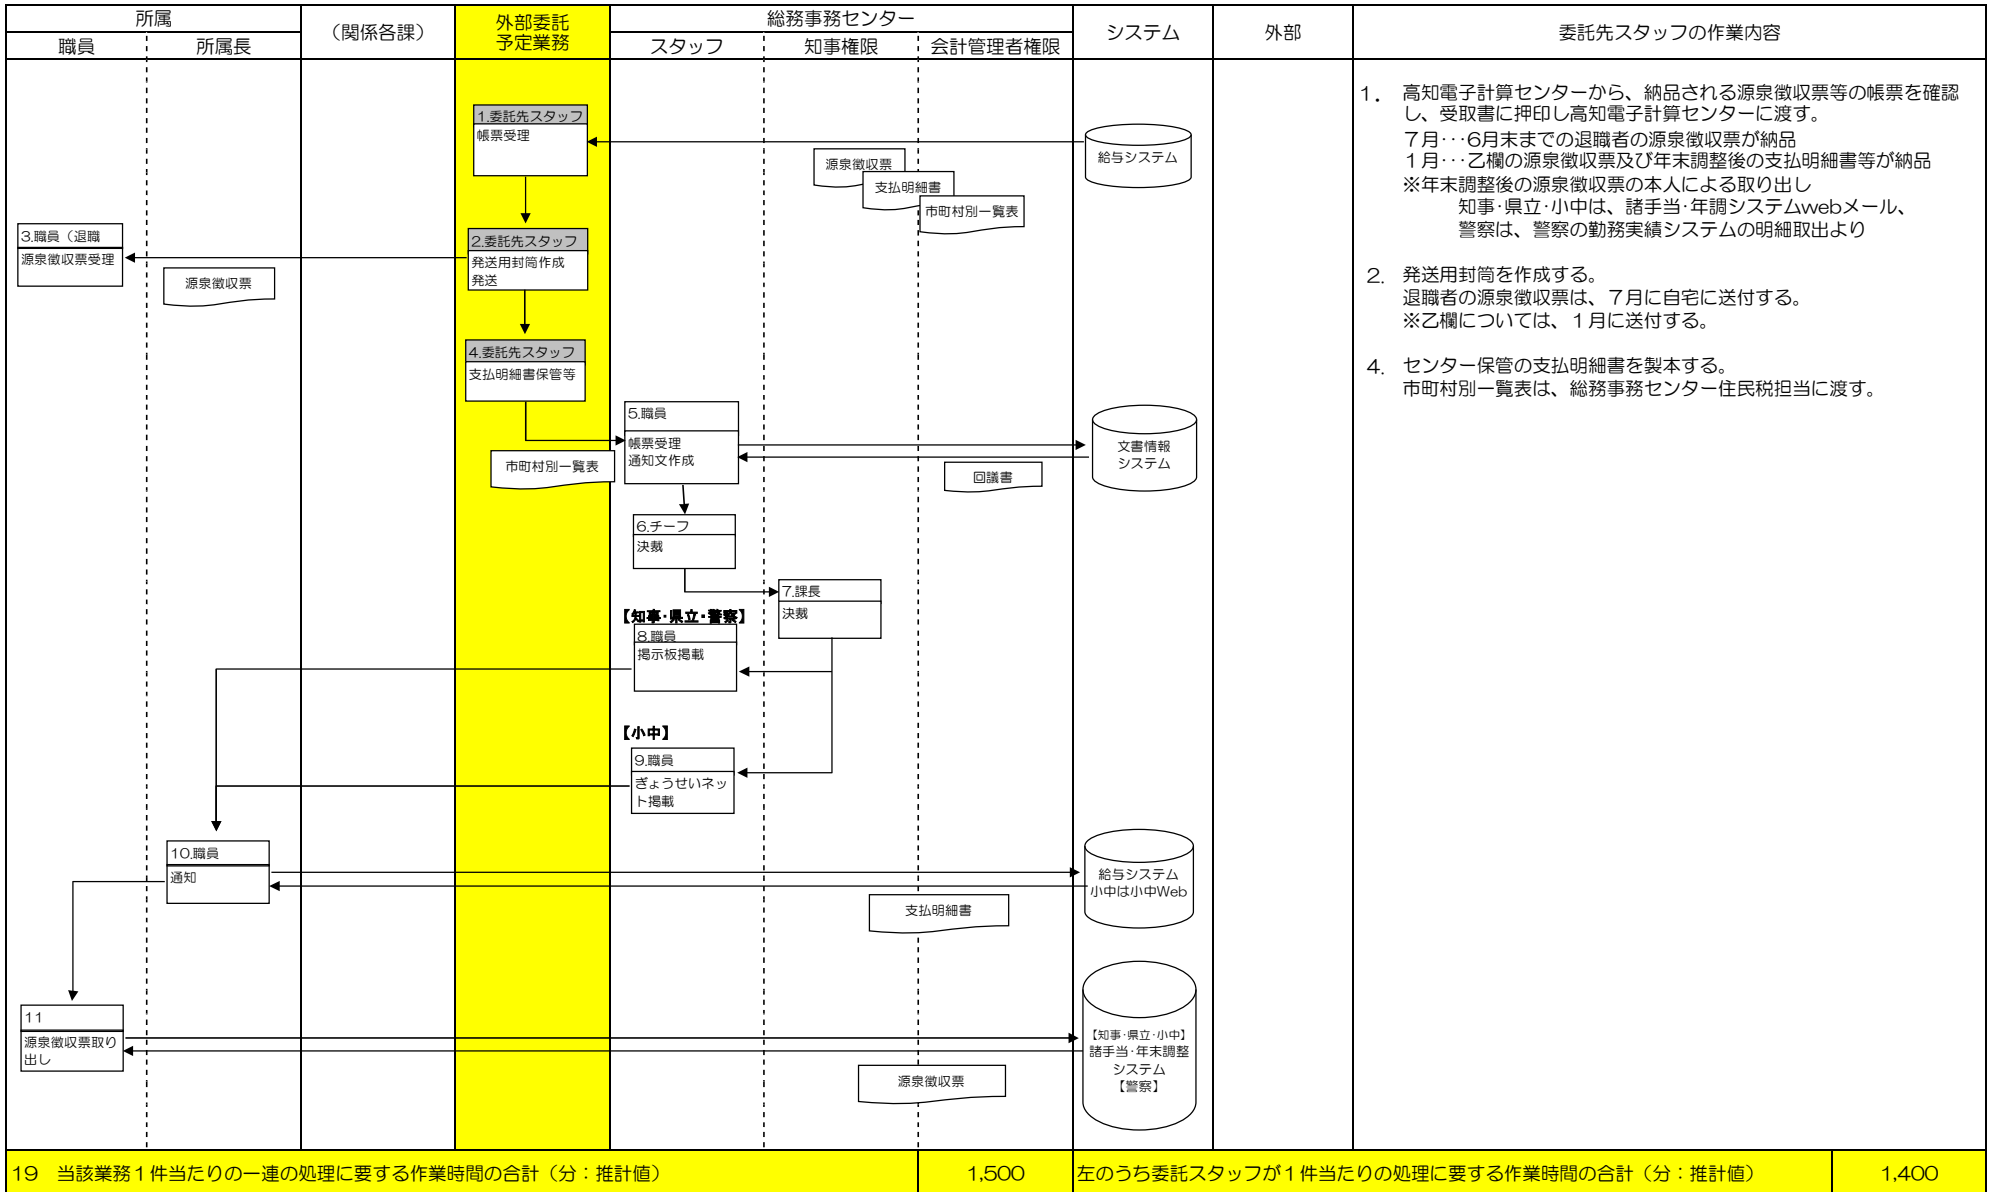 所属
職員
所属長
（関係各課）
外部委託
予定業務
総務事務センター
スタッフ
知事権限
会計管理者権限
システム
外部
委託先スタッフの作業内容
1.委託先スタッフ
帳票受理
給与システム
源泉徴収票
支払明細書
市町村別一覧表
3.職員（退職
源泉徴収票受理
源泉徴収票
2.委託先スタッフ
発送用封筒作成
発送
4.委託先スタッフ
支払明細書保管等
市町村別一覧表
5.職員
帳票受理
通知文作成
文書情報
システム
回議書
6.チーフ
決裁
7.課長
決裁
【知事･県立･警察】
8.職員
掲示板掲載
【小中】
9.職員
ぎょうせいネッ
ト掲載
10.職員
通知
給与システム
小中は小中Web
支払明細書
11
源泉徴収票取り
出し
【知事･県立･小中】
諸手当･年末調整
システム
【警察】
源泉徴収票
１． 高知電子計算センターから、納品される源泉徴収票等の帳票を確認
し、受取書に押印し高知電子計算センターに渡す。
７月･･･6月末までの退職者の源泉徴収票が納品
１月･･･乙欄の源泉徴収票及び年末調整後の支払明細書等が納品
※年末調整後の源泉徴収票の本人による取り出し
知事･県立･小中は、諸手当･年調システムwebメール、
警察は、警察の勤務実績システムの明細取出より
２． 発送用封筒を作成する。
退職者の源泉徴収票は、７月に自宅に送付する。
※乙欄については、１月に送付する。
４． センター保管の支払明細書を製本する。
市町村別一覧表は、総務事務センター住民税担当に渡す。
19 当該業務１件当たりの一連の処理に要する作業時間の合計（分：推計値）
1,500
左のうち委託スタッフが１件当たりの処理に要する作業時間の合計（分：推計値）
1,400